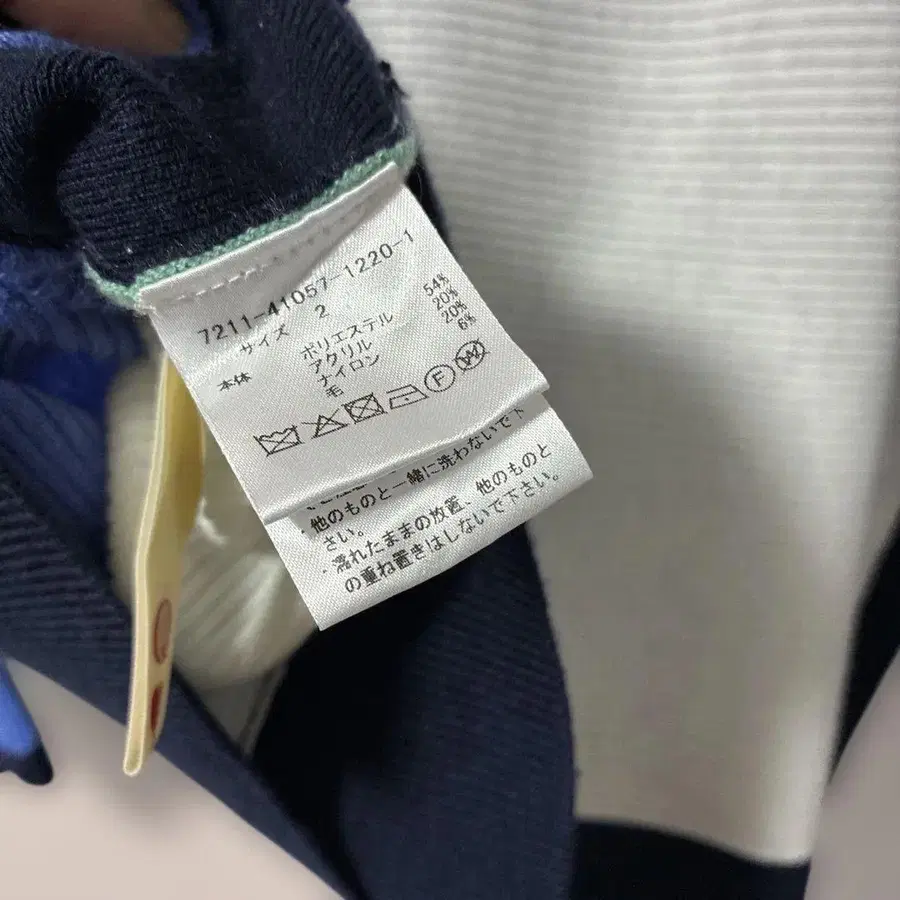 7211-41057-1220-1
サイズ 2
本体 ポリエステル 54%
アクリル 20%
ナイロン 20%
毛 6%
F W
・他のものと一緒に洗わないで下
さい。
・濡れたままの放置、他のものと
の重ね置きはしないで下さい。